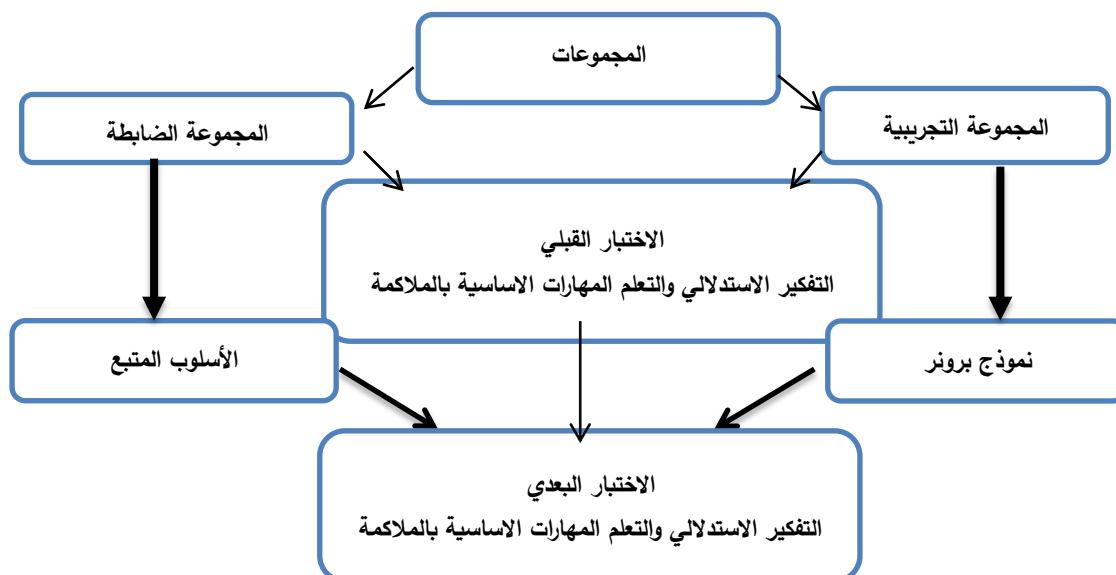 المجموعات
المجموعة التجريبية
المجموعة الضابطة
الاختبار القبلي
التفكير الاستدلالي والتعلم المهارات الاساسية بالملاكمة
نموذج برونر
الأسلوب المتبع
الاختبار البعدي
التفكير الاستدلالي والتعلم المهارات الاساسية بالملاكمة